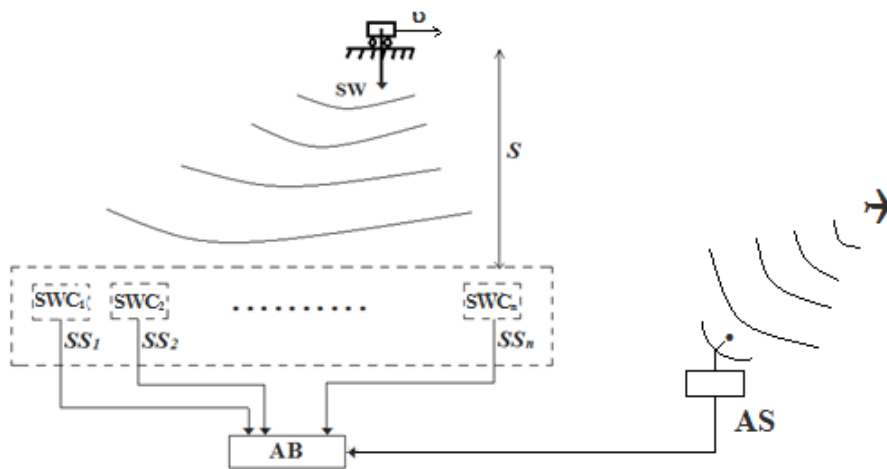 υ
SW
S
SWC₁ SWC₂ .......... SWCₙ
SS₁ SS₂ SSₙ
AS
AB